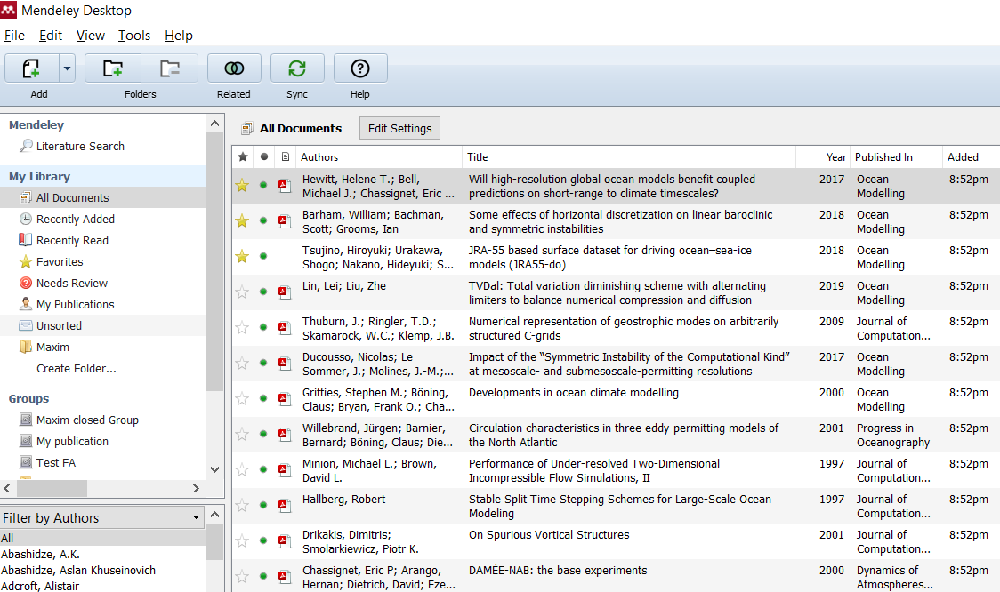 Mendeley Desktop
File Edit View Tools Help
Add Folders Related Sync Help
Mendeley
Literature Search
My Library
All Documents
Recently Added
Recently Read
Favorites
Needs Review
My Publications
Unsorted
Maxim
Create Folder...
Groups
Maxim closed Group
My publication
Test FA
Filter by Authors
All
Abashidze, A.K.
Abashidze, Aslan Khuseinovich
Adcroft, Alistair
All Documents Edit Settings
Authors Title Year Published In Added
Hewitt, Helene T.; Bell, Will high-resolution global ocean models benefit coupled 2017 Ocean 8:52pm
Michael J.; Chassignet, Eric ... predictions on short-range to climate timescales? Modelling
Barham, William; Bachman, Some effects of horizontal discretization on linear baroclinic 2018 Ocean 8:52pm
Scott; Grooms, Ian and symmetric instabilities Modelling
Tsujino, Hiroyuki; Urakawa, JRA-55 based surface dataset for driving ocean–sea-ice 2018 Ocean 8:52pm
Shogo; Nakano, Hideyuki; S... models (JRA55-do) Modelling
Lin, Lei; Liu, Zhe TVDal: Total variation diminishing scheme with alternating 2019 Ocean 8:52pm
limiters to balance numerical compression and diffusion Modelling
Thuburn, J.; Ringler, T.D.; Numerical representation of geostrophic modes on arbitrarily 2009 Journal of 8:52pm
Skamarock, W.C.; Klemp, J.B. structured C-grids Computation...
Ducousso, Nicolas; Le Impact of the “Symmetric Instability of the Computational Kind” 2017 Ocean 8:52pm
Sommer, J.; Molines, J.-M.;... at mesoscale- and submesoscale-permitting resolutions Modelling
Griffies, Stephen M.; Böning, Developments in ocean climate modelling 2000 Ocean 8:52pm
Claus; Bryan, Frank O.; Cha... Modelling
Willebrand, Jürgen; Barnier, Circulation characteristics in three eddy-permitting models of 2001 Progress in 8:52pm
Bernard; Böning, Claus; Die... the North Atlantic Oceanography
Minion, Michael L.; Brown, Performance of Under-resolved Two-Dimensional 1997 Journal of 8:52pm
David L. Incompressible Flow Simulations, II Computation...
Hallberg, Robert Stable Split Time Stepping Schemes for Large-Scale Ocean 1997 Journal of 8:52pm
Modeling Computation...
Drikakis, Dimitris; On Spurious Vortical Structures 2001 Journal of 8:52pm
Smolarkiewicz, Piotr K. Computation...
Chassignet, Eric P; Arango, DAMÉE-NAB: the base experiments 2000 Dynamics of 8:52pm
Hernan; Dietrich, David; Eze... Atmospheres...